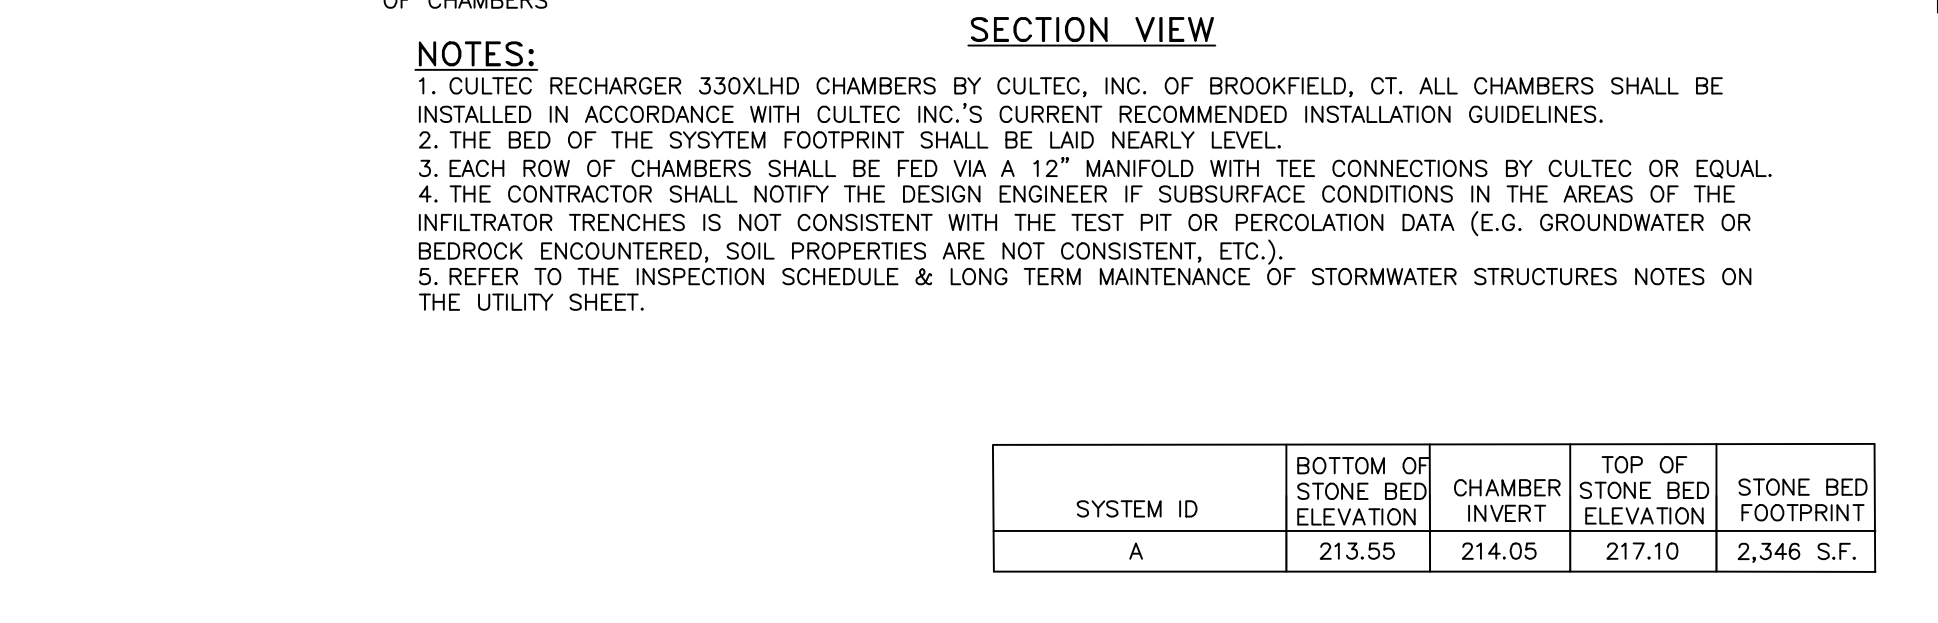 OF CHAMBERS
SECTION VIEW
NOTES:
1. CULTEC RECHARGER 330XLHD CHAMBERS BY CULTEC, INC. OF BROOKFIELD, CT. ALL CHAMBERS SHALL BE
INSTALLED IN ACCORDANCE WITH CULTEC INC.'S CURRENT RECOMMENDED INSTALLATION GUIDELINES.
2. THE BED OF THE SYSYTEM FOOTPRINT SHALL BE LAID NEARLY LEVEL.
3. EACH ROW OF CHAMBERS SHALL BE FED VIA A 12" MANIFOLD WITH TEE CONNECTIONS BY CULTEC OR EQUAL.
4. THE CONTRACTOR SHALL NOTIFY THE DESIGN ENGINEER IF SUBSURFACE CONDITIONS IN THE AREAS OF THE
INFILTRATOR TRENCHES IS NOT CONSISTENT WITH THE TEST PIT OR PERCOLATION DATA (E.G. GROUNDWATER OR
BEDROCK ENCOUNTERED, SOIL PROPERTIES ARE NOT CONSISTENT, ETC.).
5. REFER TO THE INSPECTION SCHEDULE & LONG TERM MAINTENANCE OF STORMWATER STRUCTURES NOTES ON
THE UTILITY SHEET.
SYSTEM ID
BOTTOM OF
STONE BED
ELEVATION
CHAMBER
INVERT
TOP OF
STONE BED
ELEVATION
STONE BED
FOOTPRINT
A 213.55 214.05 217.10 2,346 S.F.